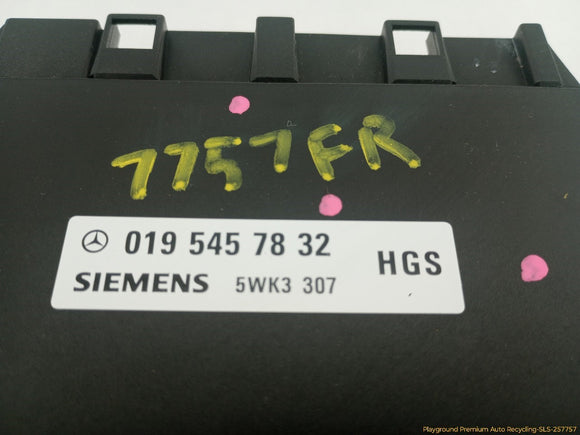 7757FR
019 545 78 32
HGS
SIEMENS 5WK3 307
Playground Premium Auto Recycling-SLS-257757